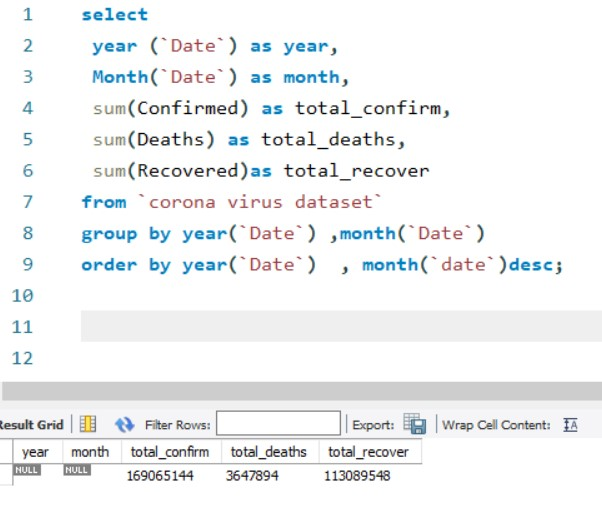 1 select
2 year (`Date`) as year,
3 Month(`Date`) as month,
4 sum(Confirmed) as total_confirm,
5 sum(Deaths) as total_deaths,
6 sum(Recovered)as total_recover
7 from `corona virus dataset`
8 group by year(`Date`) ,month(`Date`)
9 order by year(`Date`)  , month(`date`)desc;
10
11
12
Result Grid Filter Rows: Export: Wrap Cell Content: IA
year month total_confirm total_deaths total_recover
NULL NULL 169065144 3647894 113089548